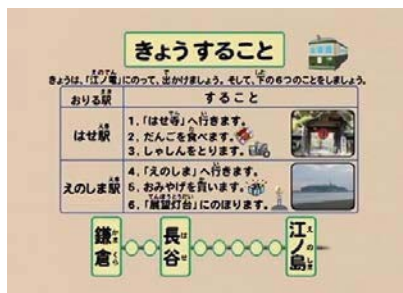 きょうすること
きょうは、「江ノ電」にのって、出かけましょう。そして、下の6つのことをしましょう。
おりる駅
すること
はせ駅
1. 「はせ寺」へ行きます。
2. だんごを食べます。
3. しゃしんをとります。
えのしま駅
4. 「えのしま」へ行きます。
5. おみやげを買います。
6. 「展望灯台」にのぼります。
鎌倉
長谷
江ノ島